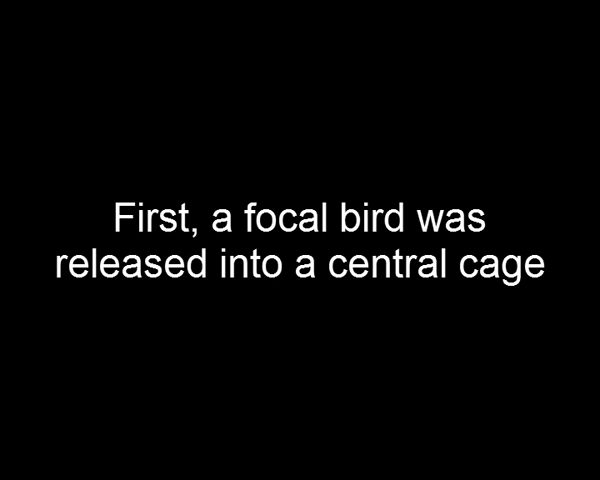 First, a focal bird was
released into a central cage